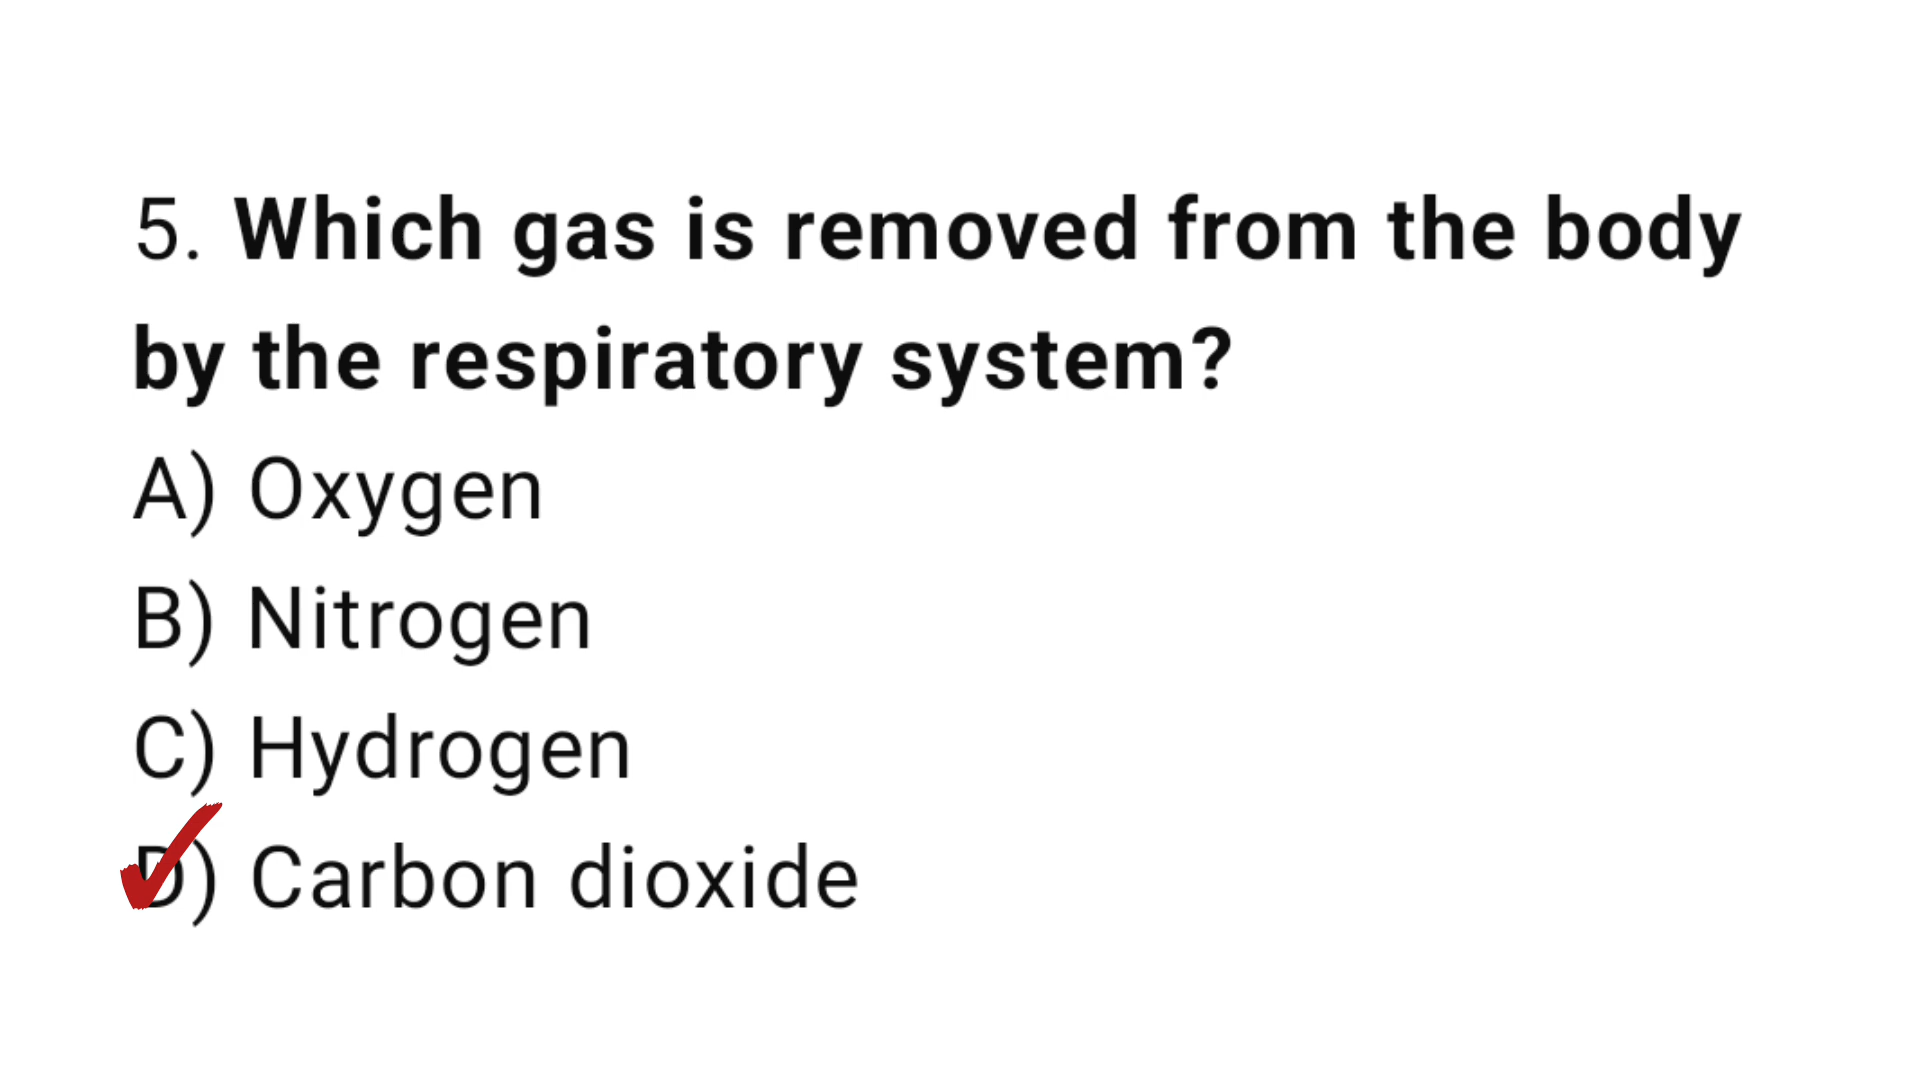 5. Which gas is removed from the body
by the respiratory system?
A) Oxygen
B) Nitrogen
C) Hydrogen
D) Carbon dioxide